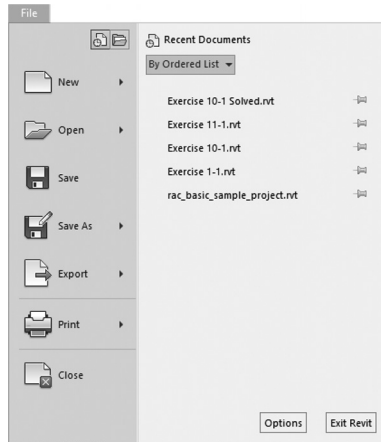 File
New
Open
Save
Save As
Export
Print
Close
Recent Documents
By Ordered List
Exercise 10-1 Solved.rvt
Exercise 11-1.rvt
Exercise 10-1.rvt
Exercise 1-1.rvt
rac_basic_sample_project.rvt
Options
Exit Revit